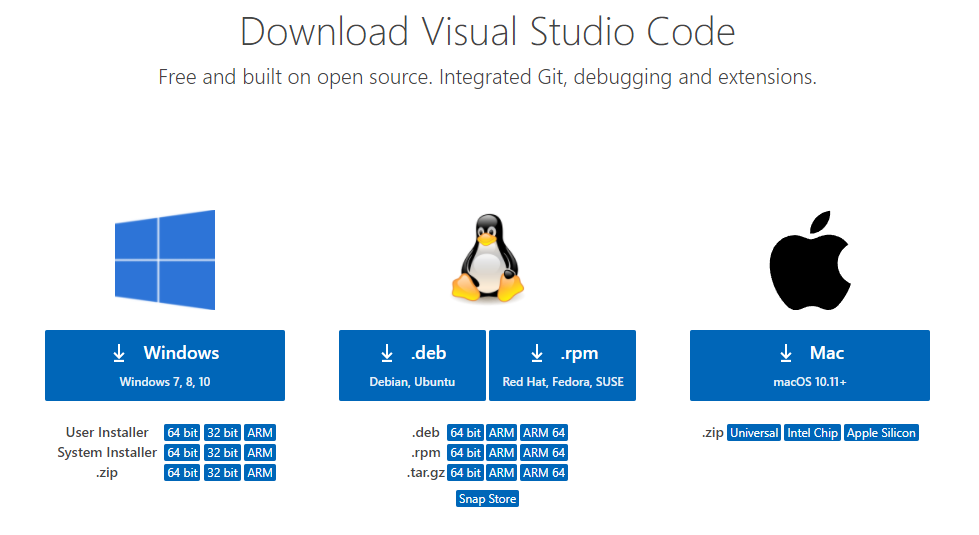 Download Visual Studio Code
Free and built on open source. Integrated Git, debugging and extensions.
Windows
Windows 7, 8, 10
User Installer 64 bit 32 bit ARM
System Installer 64 bit 32 bit ARM
.zip 64 bit 32 bit ARM
.deb
Debian, Ubuntu
.rpm
Red Hat, Fedora, SUSE
.deb 64 bit ARM ARM 64
.rpm 64 bit ARM ARM 64
.tar.gz 64 bit ARM ARM 64
Snap Store
Mac
macOS 10.11+
.zip Universal Intel Chip Apple Silicon